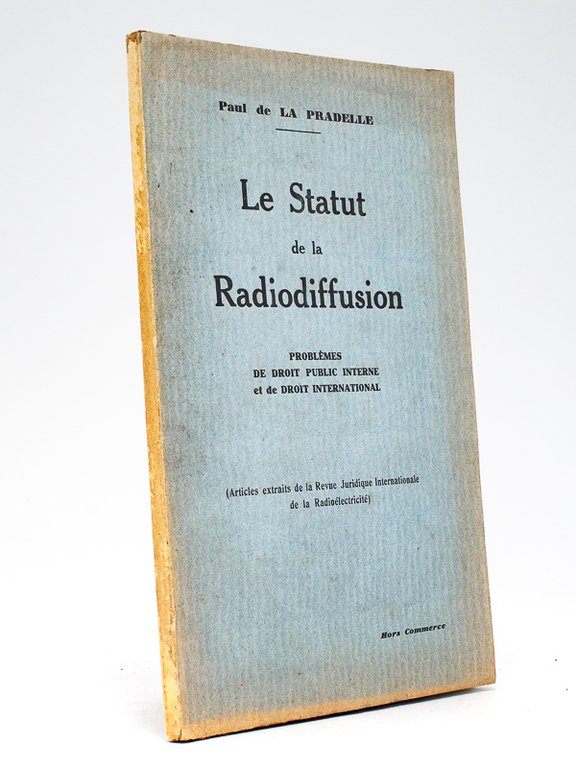 Paul de LA PRADELLE
Le Statut
de la
Radiodiffusion
PROBLÈMES
DE DROIT PUBLIC INTERNE
et de DROIT INTERNATIONAL
(Articles extraits de la Revue Juridique Internationale
de la Radioélectricité)
Hors Commerce